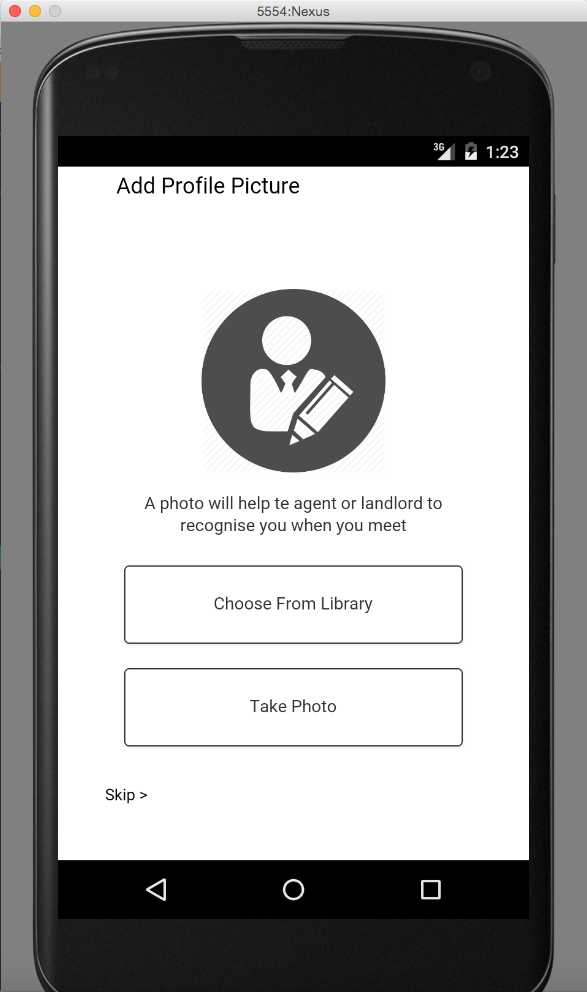 5554:Nexus
3G 1:23
Add Profile Picture
A photo will help te agent or landlord to
recognise you when you meet
Choose From Library
Take Photo
Skip >